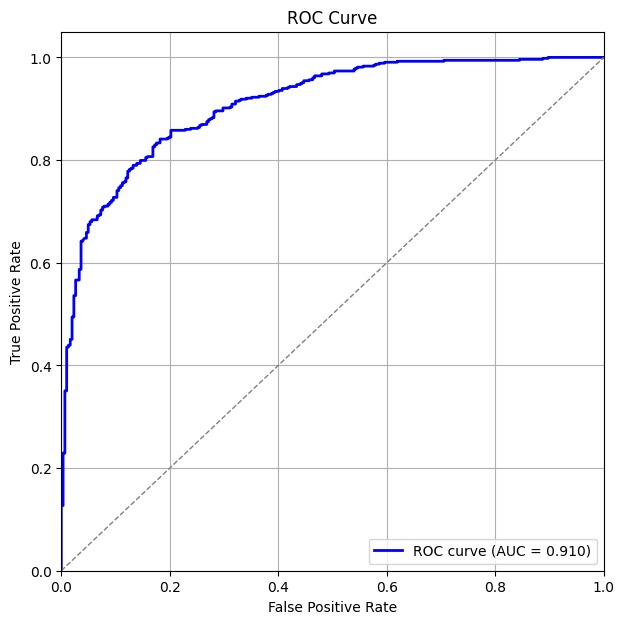 ROC Curve
1.0
0.8
0.6
0.4
0.2
0.0
True Positive Rate
ROC curve (AUC = 0.910)
0.0 0.2 0.4 0.6 0.8 1.0
False Positive Rate